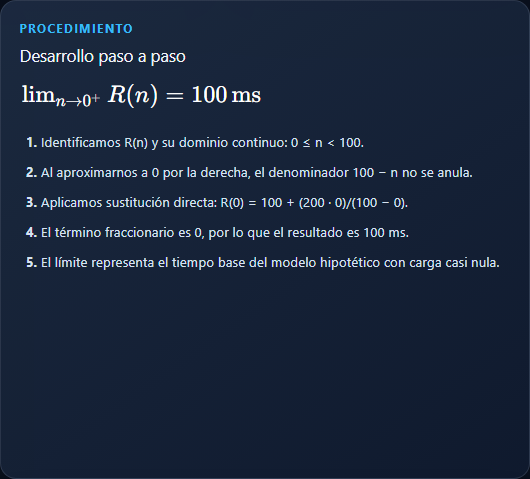 PROCEDIMIENTO
Desarrollo paso a paso
lim_{n→0⁺} R(n) = 100 ms
1. Identificamos R(n) y su dominio continuo: 0 ≤ n < 100.
2. Al aproximarnos a 0 por la derecha, el denominador 100 − n no se anula.
3. Aplicamos sustitución directa: R(0) = 100 + (200 · 0)/(100 − 0).
4. El término fraccionario es 0, por lo que el resultado es 100 ms.
5. El límite representa el tiempo base del modelo hipotético con carga casi nula.